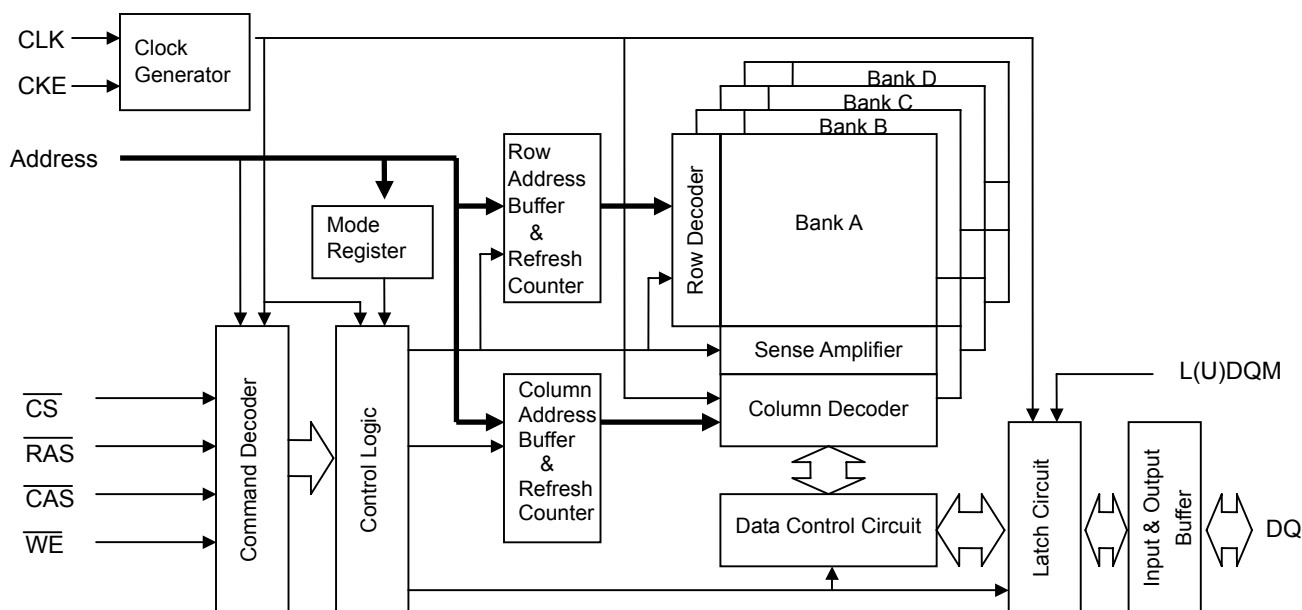 CLK
CKE
Clock
Generator
Address
Mode
Register
Row
Address
Buffer
&
Refresh
Counter
Bank D
Bank C
Bank B
Bank A
Row Decoder
Sense Amplifier
Column Decoder
Column
Address
Buffer
&
Refresh
Counter
CS
RAS
CAS
WE
Command Decoder
Control Logic
Data Control Circuit
L(U)DQM
Latch Circuit
Input & Output
Buffer
DQ